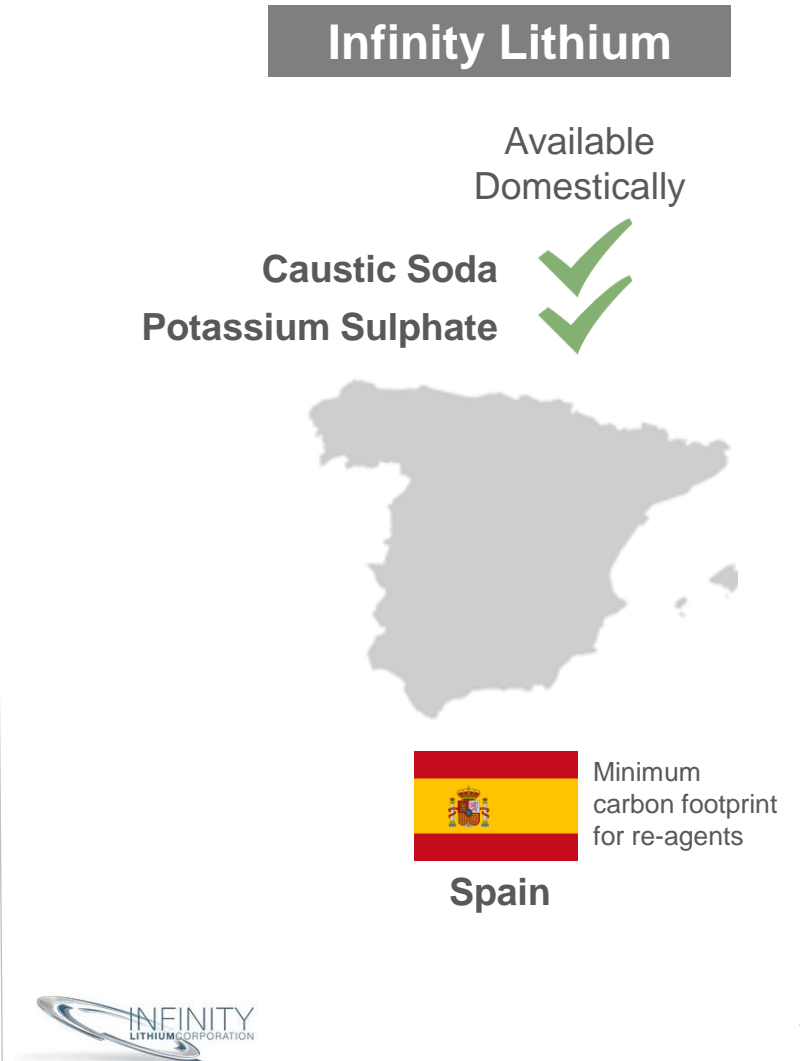 Infinity Lithium
Available
Domestically
Caustic Soda
Potassium Sulphate
Minimum
carbon footprint
for re-agents
Spain
INFINITY
LITHIUMCORPORATION